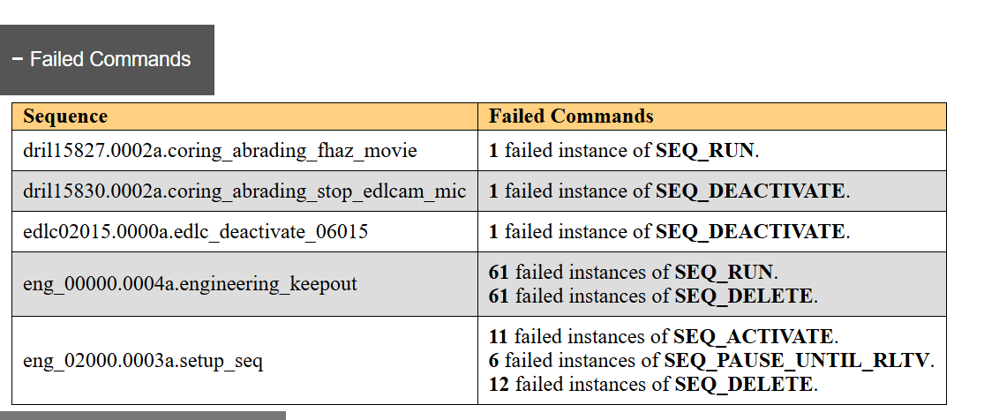 − Failed Commands
Sequence Failed Commands
dril15827.0002a.coring_abrading_fhaz_movie 1 failed instance of SEQ_RUN.
dril15830.0002a.coring_abrading_stop_edlcam_mic 1 failed instance of SEQ_DEACTIVATE.
edlc02015.0000a.edlc_deactivate_06015 1 failed instance of SEQ_DEACTIVATE.
eng_00000.0004a.engineering_keepout
61 failed instances of SEQ_RUN.
61 failed instances of SEQ_DELETE.
eng_02000.0003a.setup_seq
11 failed instances of SEQ_ACTIVATE.
6 failed instances of SEQ_PAUSE_UNTIL_RLTV.
12 failed instances of SEQ_DELETE.